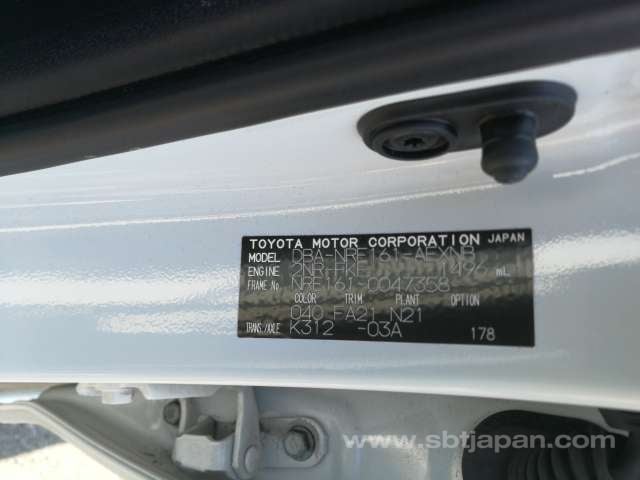 TOYOTA MOTOR CORPORATION JAPAN
MODEL DBA-NRE161-AEXNB
ENGINE 2NR-FKE 1496 mL
FRAME No. NRE161-0047358
COLOR TRIM PLANT OPTION
040 FA21 N21
TRANS/AXLE K312 -03A 178
www.sbtjapan.com